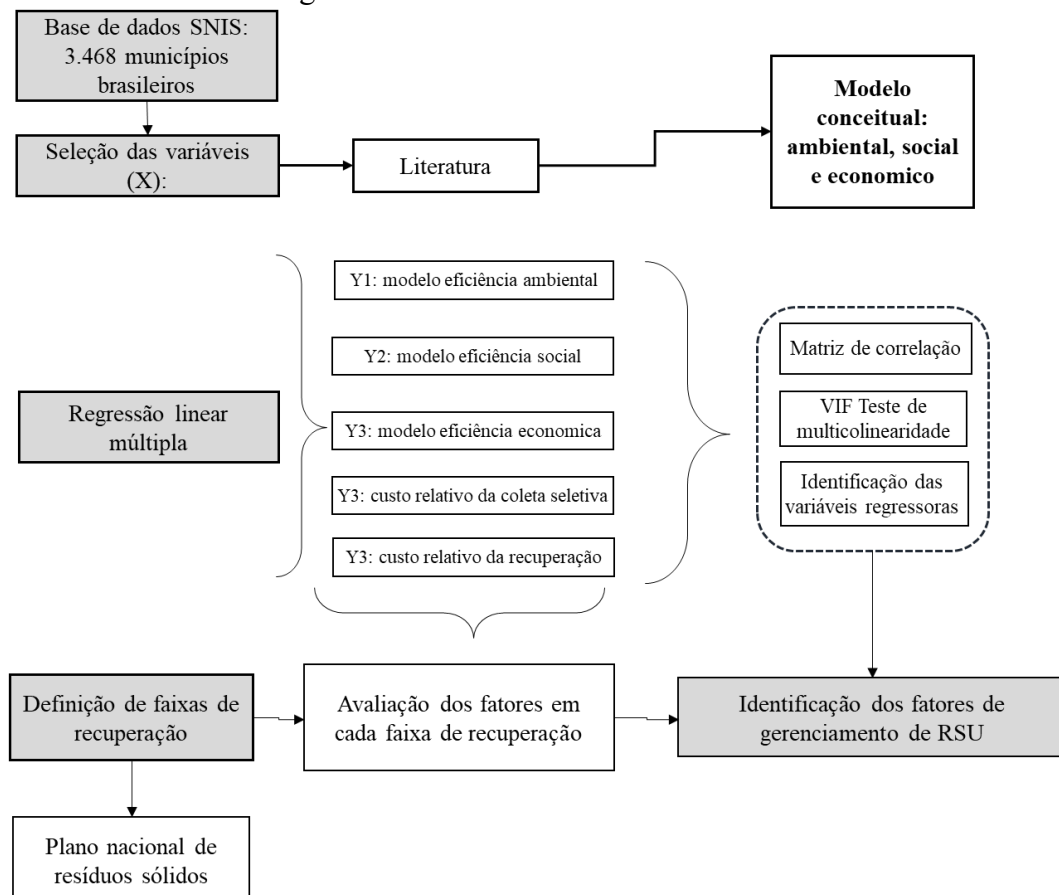 Base de dados SNIS:
3.468 municípios
brasileiros
Seleção das variáveis
(X):
Literatura
Modelo
conceitual:
ambiental, social
e economico
Y1: modelo eficiência ambiental
Y2: modelo eficiência social
Y3: modelo eficiência economica
Y3: custo relativo da coleta seletiva
Y3: custo relativo da recuperação
Regressão linear
múltipla
Matriz de correlação
VIF Teste de
multicolinearidade
Identificação das
variáveis regressoras
Definição de faixas de
recuperação
Avaliação dos fatores em
cada faixa de recuperação
Identificação dos fatores de
gerenciamento de RSU
Plano nacional de
resíduos sólidos